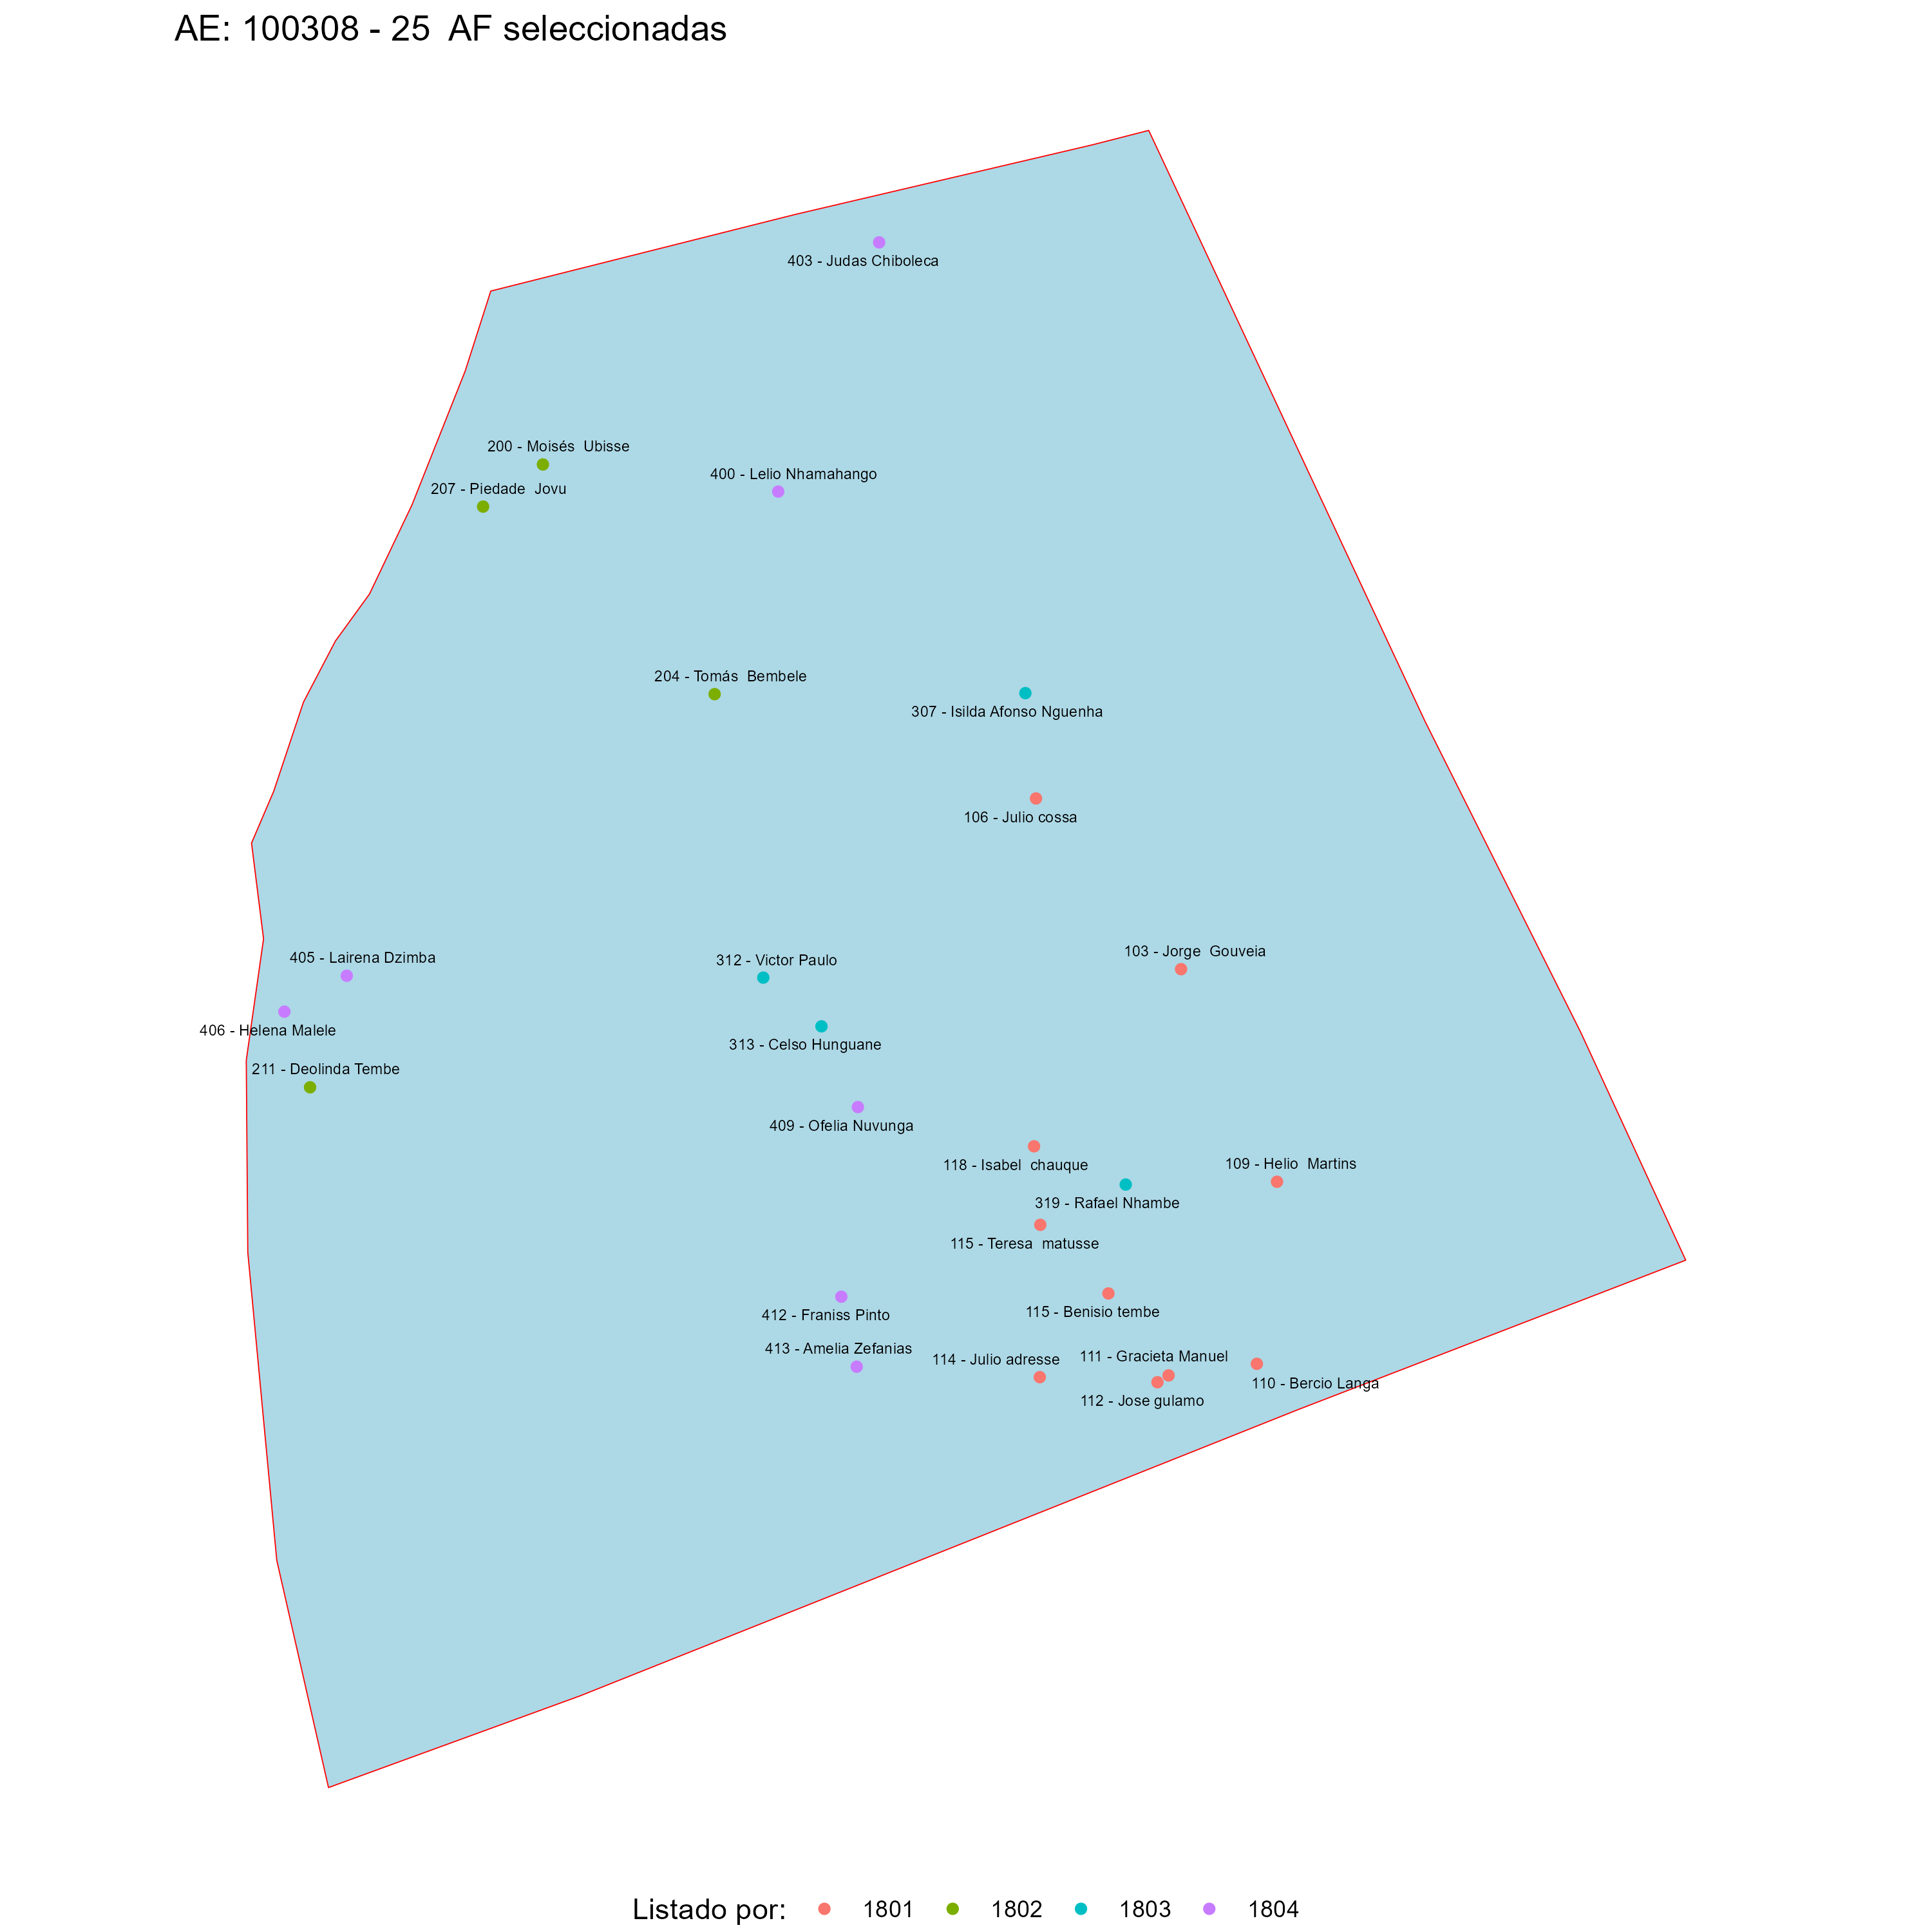 AE: 100308 - 25  AF seleccionadas
403 - Judas Chiboleca
200 - Moisés  Ubisse
400 - Lelio Nhamahango
207 - Piedade  Jovu
204 - Tomás  Bembele
307 - Isilda Afonso Nguenha
106 - Julio cossa
103 - Jorge  Gouveia
405 - Lairena Dzimba
312 - Victor Paulo
406 - Helena Malele
313 - Celso Hunguane
211 - Deolinda Tembe
409 - Ofelia Nuvunga
118 - Isabel  chauque
109 - Helio  Martins
319 - Rafael Nhambe
115 - Teresa  matusse
412 - Franiss Pinto
115 - Benisio tembe
413 - Amelia Zefanias
114 - Julio adresse
111 - Gracieta Manuel
110 - Bercio Langa
112 - Jose gulamo
Listado por: 1801 1802 1803 1804